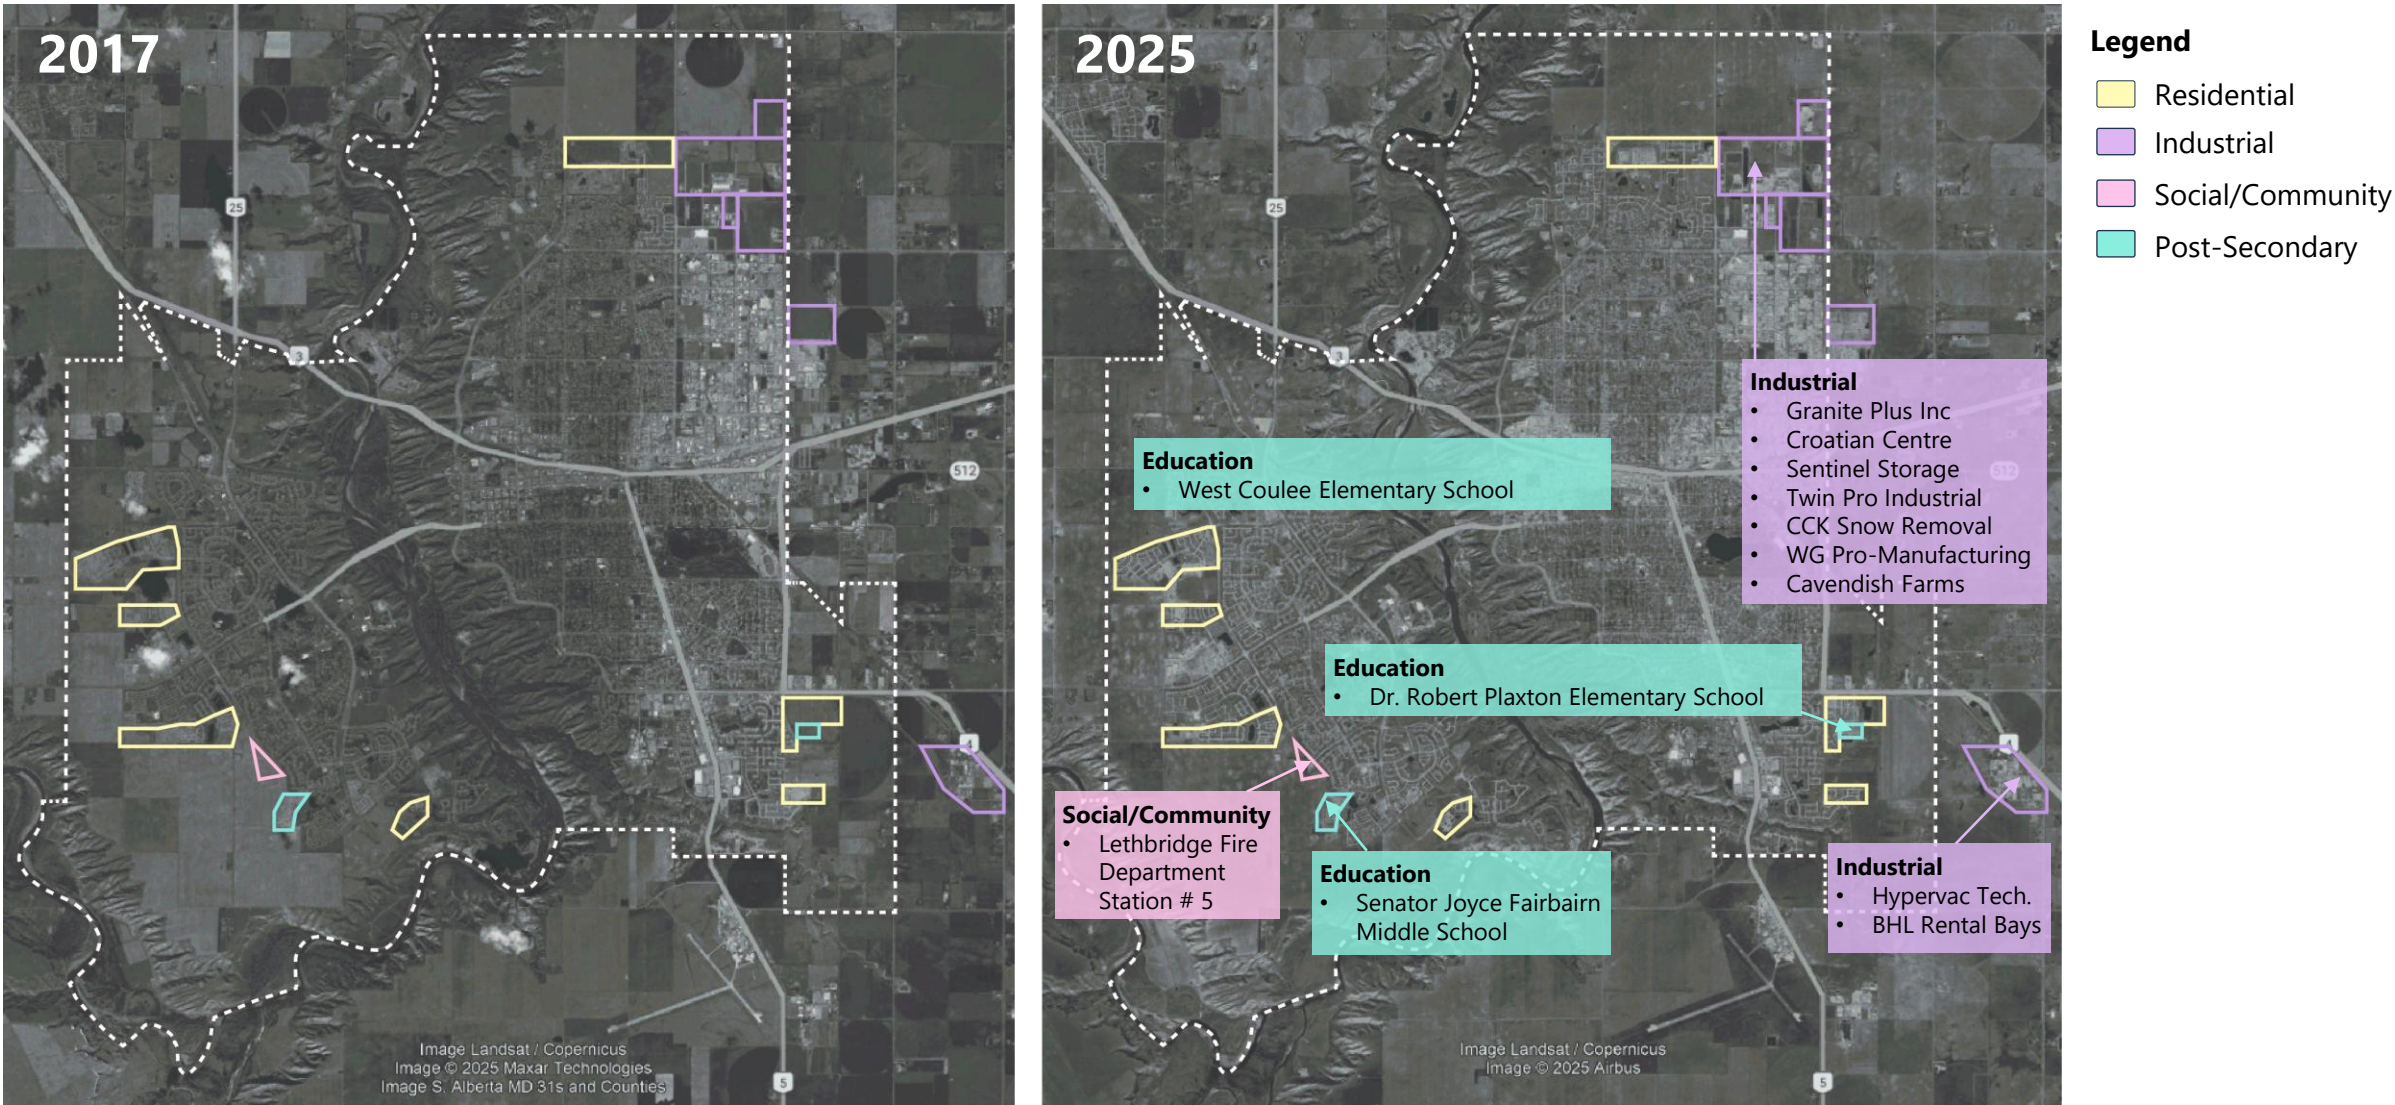 2017
25
3
512
4
5
Image Landsat / Copernicus
Image © 2025 Maxar Technologies
Image S. Alberta MD 31s and Counties
2025
25
3
512
Industrial
• Granite Plus Inc
• Croatian Centre
• Sentinel Storage
• Twin Pro Industrial
• CCK Snow Removal
• WG Pro-Manufacturing
• Cavendish Farms
Education
• West Coulee Elementary School
Education
• Dr. Robert Plaxton Elementary School
4
Social/Community
• Lethbridge Fire
Department
Station # 5
Education
• Senator Joyce Fairbairn
Middle School
Industrial
• Hypervac Tech.
• BHL Rental Bays
Image Landsat / Copernicus
Image © 2025 Airbus
5
Legend
Residential
Industrial
Social/Community
Post-Secondary